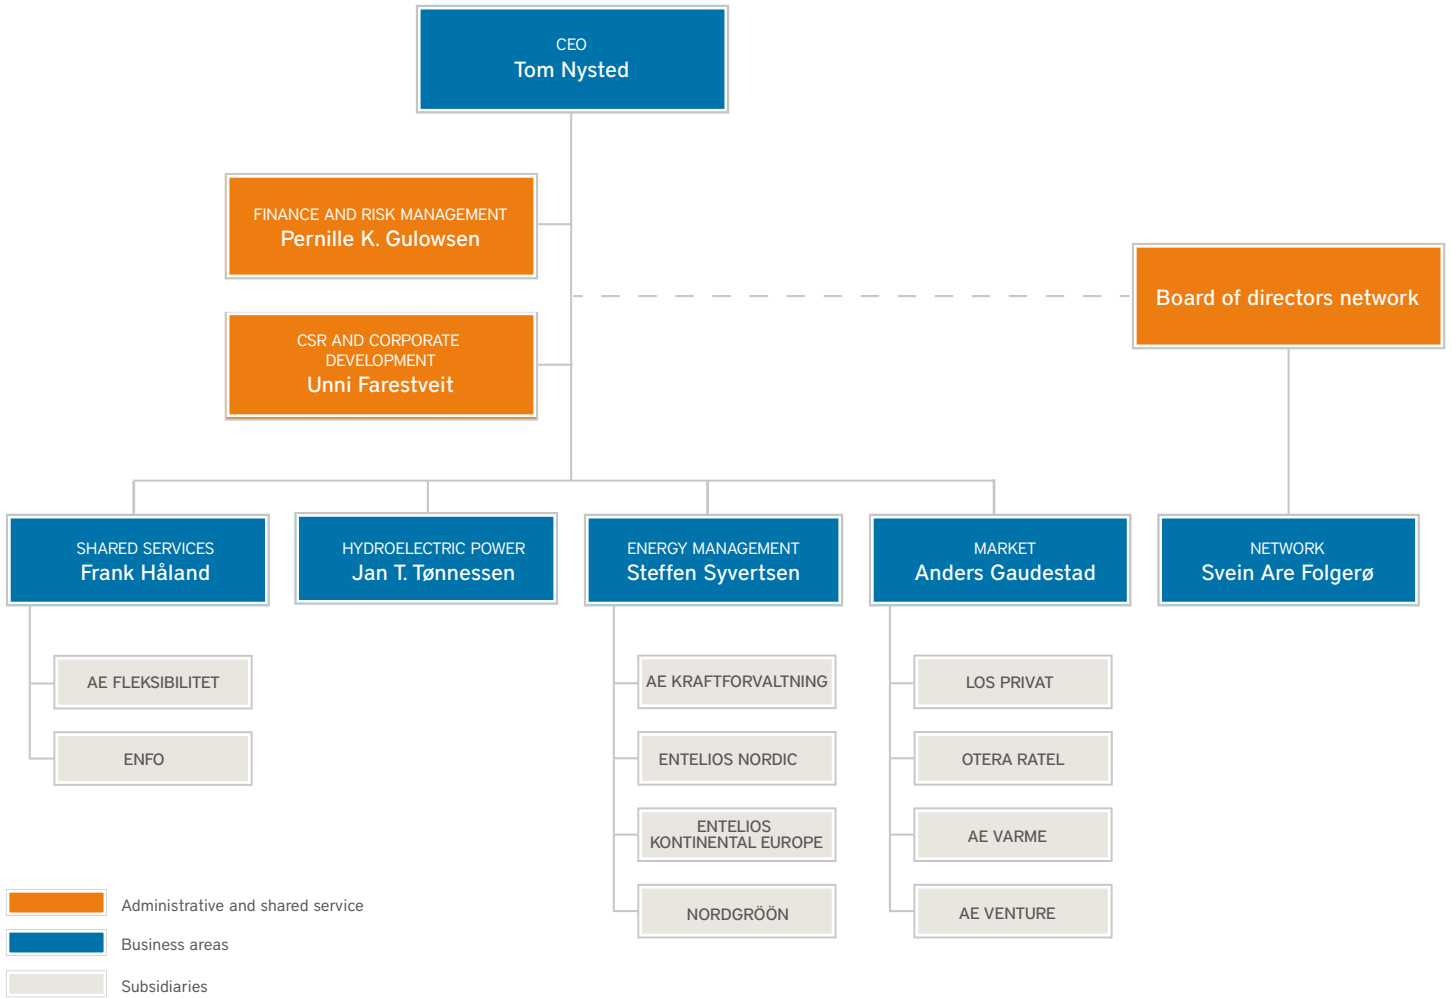 CEO
Tom Nysted
FINANCE AND RISK MANAGEMENT
Pernille K. Gulowsen
Board of directors network
CSR AND CORPORATE
DEVELOPMENT
Unni Farestveit
SHARED SERVICES
Frank Håland
HYDROELECTRIC POWER
Jan T. Tønnessen
ENERGY MANAGEMENT
Steffen Syvertsen
MARKET
Anders Gaudestad
NETWORK
Svein Are Folgerø
AE FLEKSIBILITET
ENFO
AE KRAFTFORVALTNING
ENTELIOS NORDIC
ENTELIOS
KONTINENTAL EUROPE
NORDGRÖÖN
LOS PRIVAT
OTERA RATEL
AE VARME
AE VENTURE
Administrative and shared service
Business areas
Subsidiaries